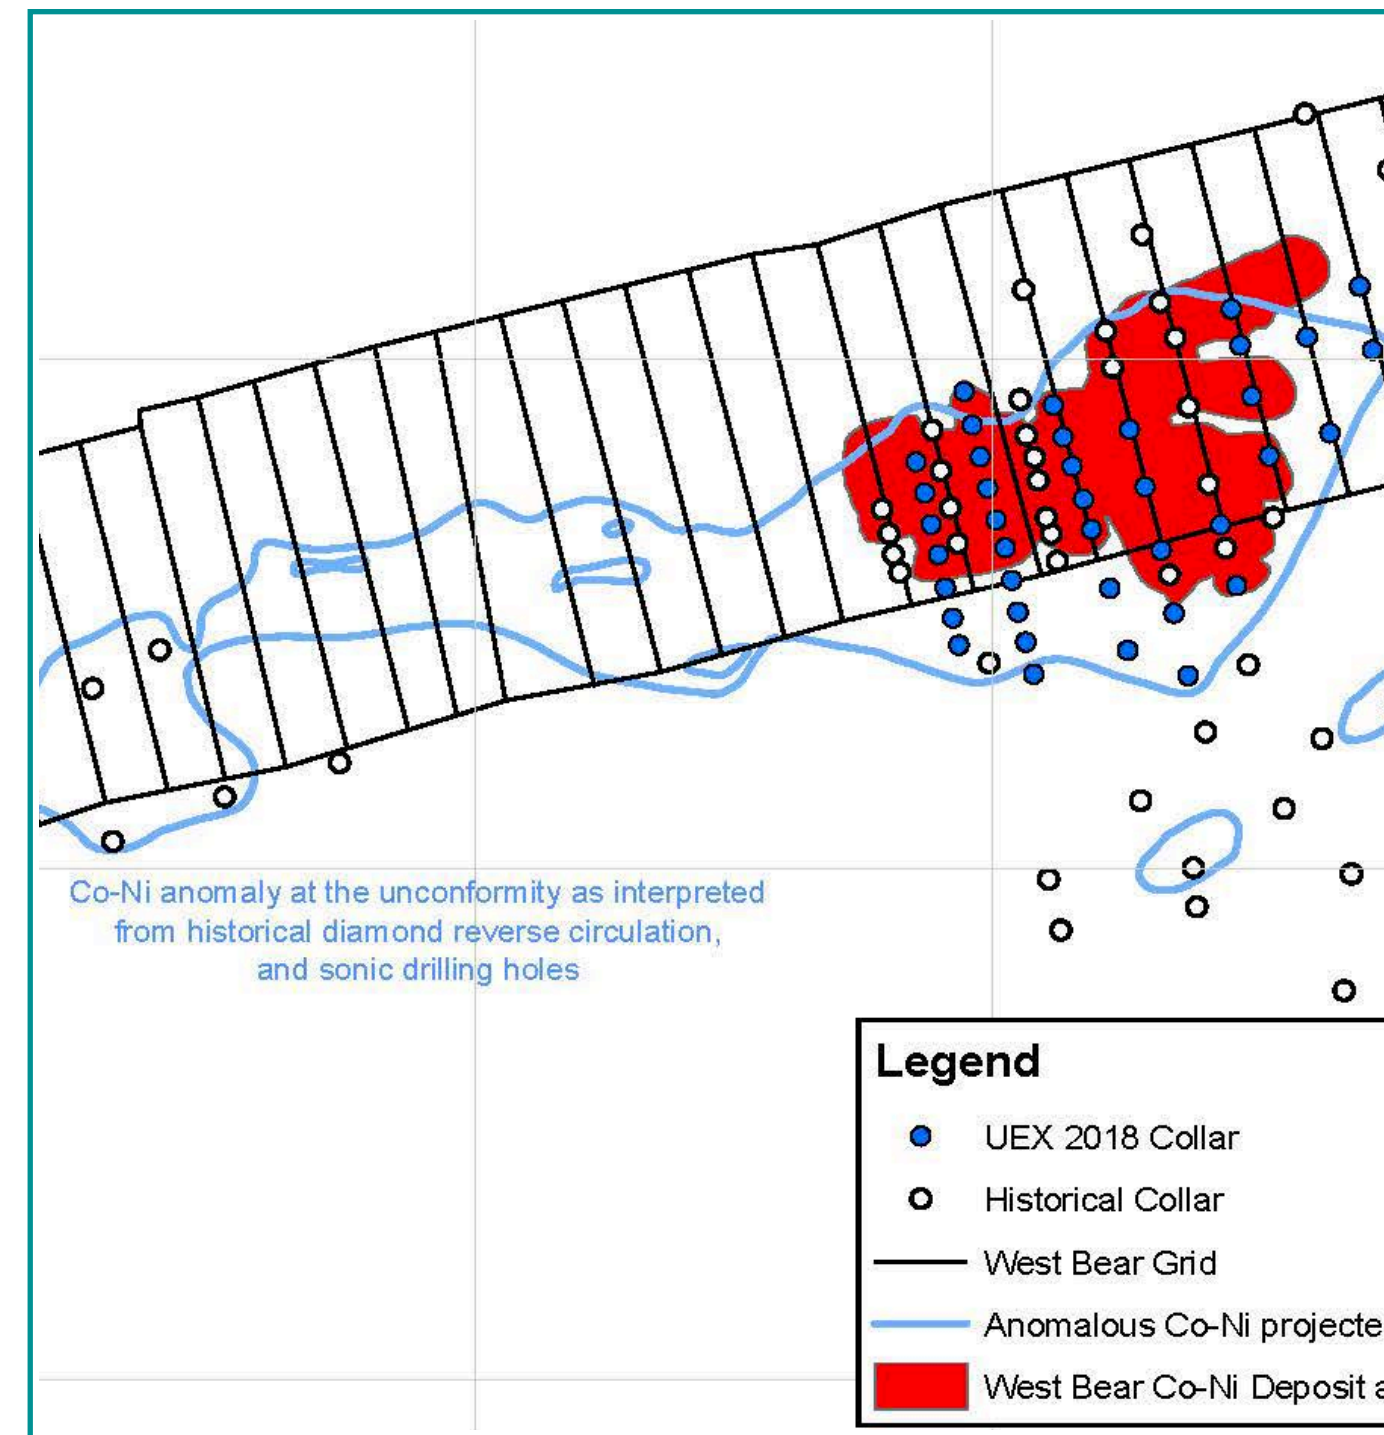 Co-Ni anomaly at the unconformity as interpreted
from historical diamond reverse circulation,
and sonic drilling holes
Legend
UEX 2018 Collar
Historical Collar
West Bear Grid
Anomalous Co-Ni projecte
West Bear Co-Ni Deposit a